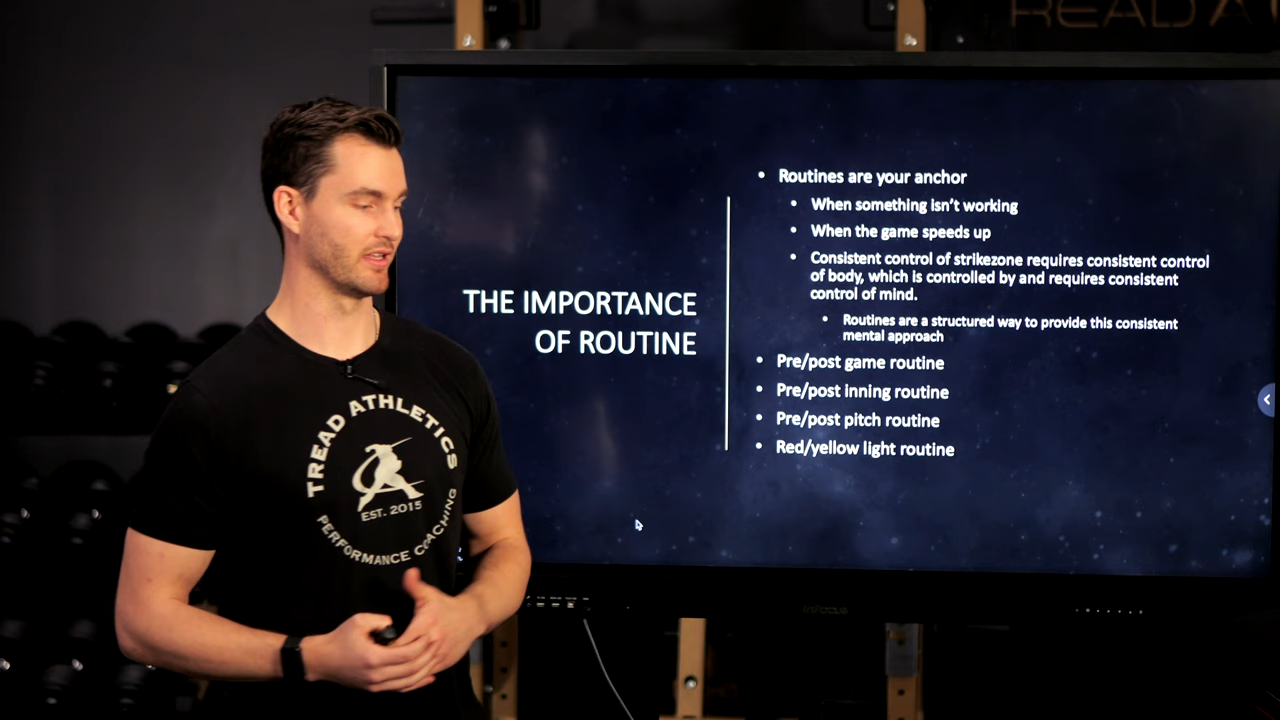 READ A
THE IMPORTANCE
OF ROUTINE
• Routines are your anchor
• When something isn't working
• When the game speeds up
• Consistent control of strikezone requires consistent control
of body, which is controlled by and requires consistent
control of mind.
• Routines are a structured way to provide this consistent
mental approach
• Pre/post game routine
• Pre/post inning routine
• Pre/post pitch routine
• Red/yellow light routine
TREAD ATHLETICS
EST. 2015
PERFORMANCE COACHING
InFocus